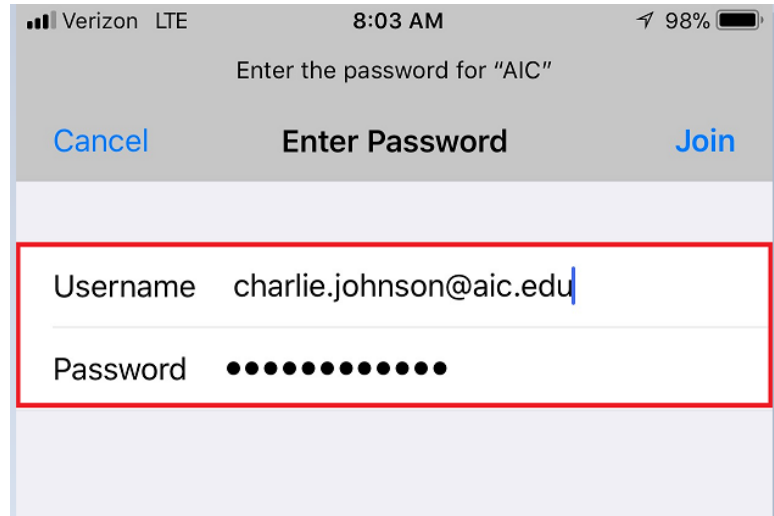 Verizon LTE 8:03 AM 98%
Enter the password for “AIC”
Cancel Enter Password Join
Username charlie.johnson@aic.edu
Password ●●●●●●●●●●●●